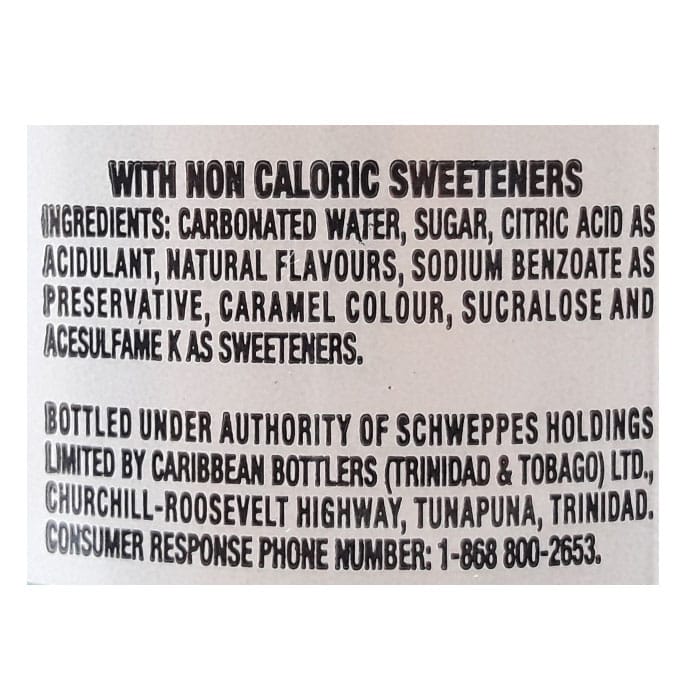 WITH NON CALORIC SWEETENERS
INGREDIENTS: CARBONATED WATER, SUGAR, CITRIC ACID AS
ACIDULANT, NATURAL FLAVOURS, SODIUM BENZOATE AS
PRESERVATIVE, CARAMEL COLOUR, SUCRALOSE AND
ACESULFAME K AS SWEETENERS.
BOTTLED UNDER AUTHORITY OF SCHWEPPES HOLDINGS
LIMITED BY CARIBBEAN BOTTLERS (TRINIDAD & TOBAGO) LTD.,
CHURCHILL-ROOSEVELT HIGHWAY, TUNAPUNA, TRINIDAD.
CONSUMER RESPONSE PHONE NUMBER: 1-868 800-2653.